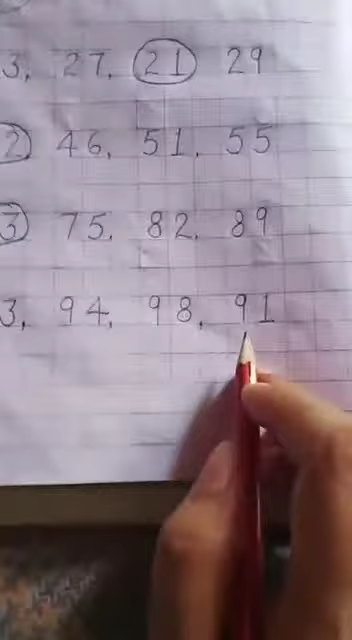 3, 27, 21 29
2 46, 51, 55
3 75, 82, 89
3, 94, 98, 91